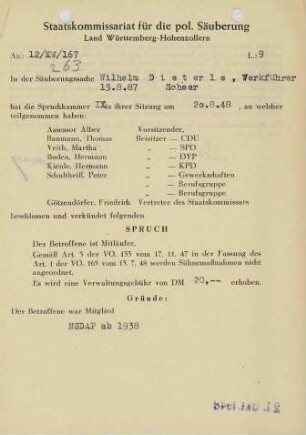 Staatskommissariat für die pol. Säuberung
Land Württemberg-Hohenzollern
Az.: 12/XV/167 L: 9
263
In der Säuberungssache Wilhelm D i e t e r l e , Werkführer
15.8.87 Scheer
hat die Spruchkammer IX in ihrer Sitzung am 20.8.48 , an welcher
teilgenommen haben:
Assessor Alber Vorsitzender,
Baumann, Thomas Beisitzer — CDU
Veith, Martha „ — SPD
Boden, Hermann „ — DVP
Kienle, Hermann „ — KPD
Schultheiß, Peter „ — Gewerkschaften
„ — Berufsgruppe
„ — Berufsgruppe
Götzendörfer, Friedrich Vertreter des Staatskommissars
beschlossen und verkündet folgenden
SPRUCH
Der Betroffene ist Mitläufer.
Gemäß Art. 3 der VO. 133 vom 17. 11. 47 in der Fassung des
Art. 1 der VO. 165 vom 13. 7. 48 werden Sühnemaßnahmen nicht
angeordnet.
Es wird eine Verwaltungsgebühr von DM 20,-- erhoben.
Gründe:
Der Betroffene war Mitglied
NSDAP ab 1938